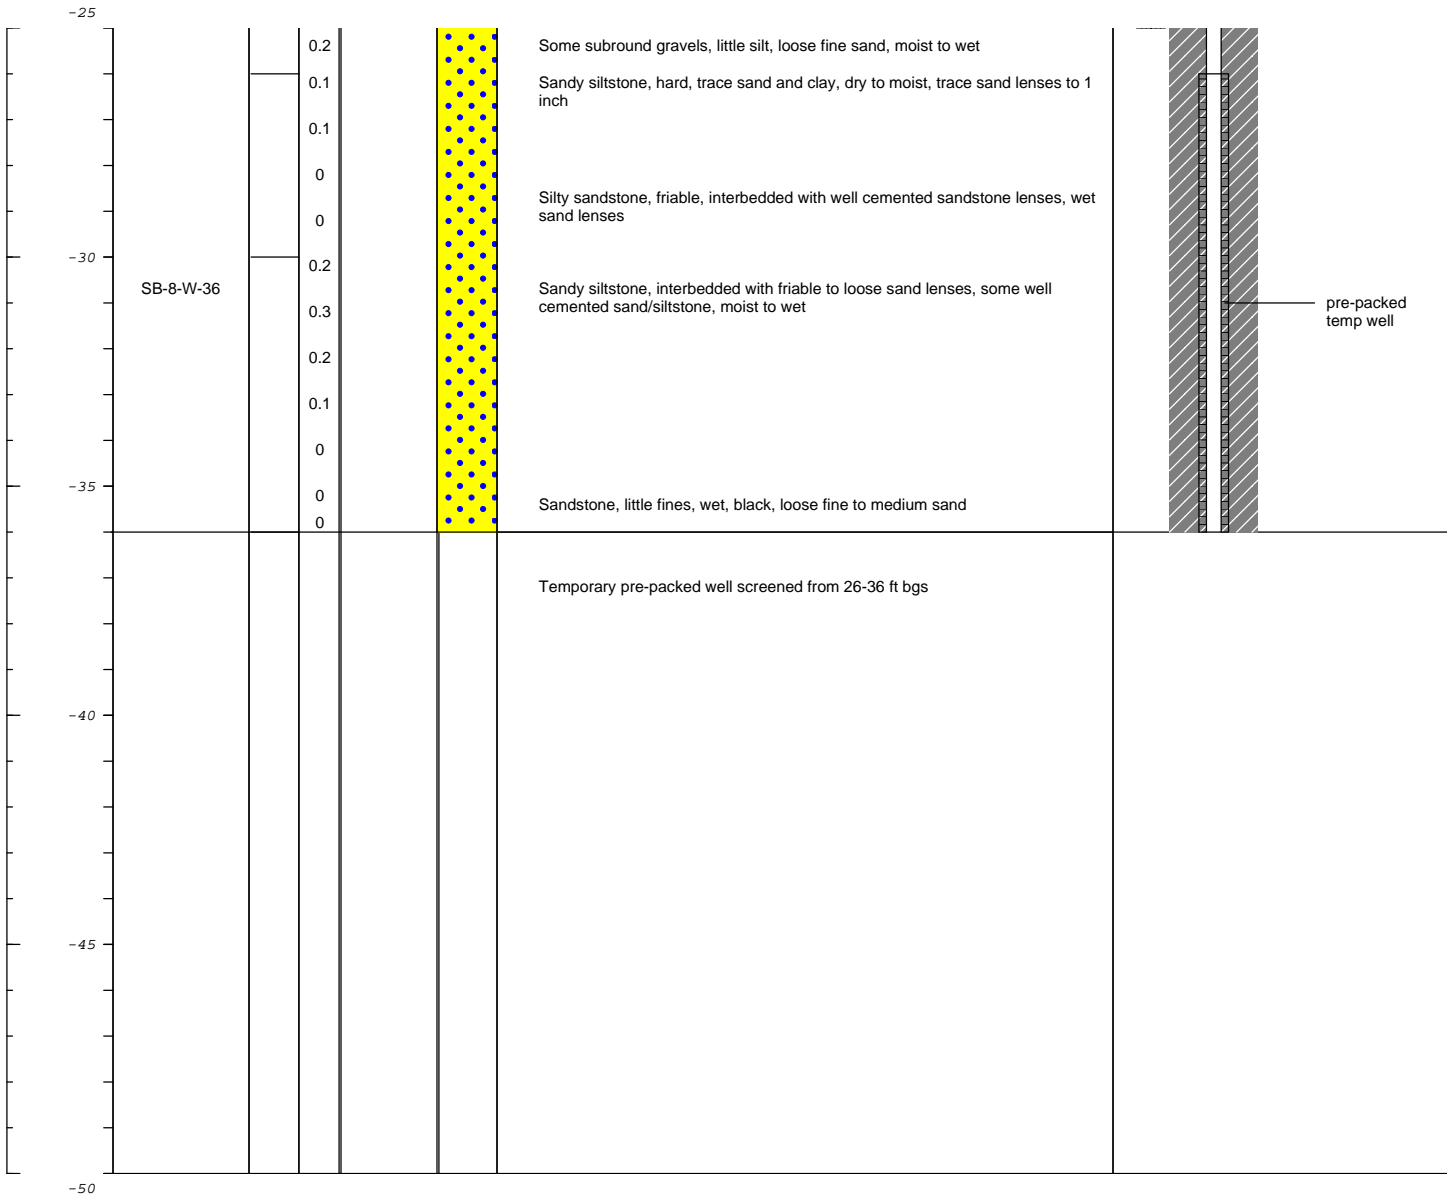 -25
0.2
Some subround gravels, little silt, loose fine sand, moist to wet
0.1
Sandy siltstone, hard, trace sand and clay, dry to moist, trace sand lenses to 1
inch
0.1
0
Silty sandstone, friable, interbedded with well cemented sandstone lenses, wet
sand lenses
0
-30
0.2
SB-8-W-36
Sandy siltstone, interbedded with friable to loose sand lenses, some well
cemented sand/siltstone, moist to wet
pre-packed
temp well
0.3
0.2
0.1
0
-35
0
Sandstone, little fines, wet, black, loose fine to medium sand
0
Temporary pre-packed well screened from 26-36 ft bgs
-40
-45
-50